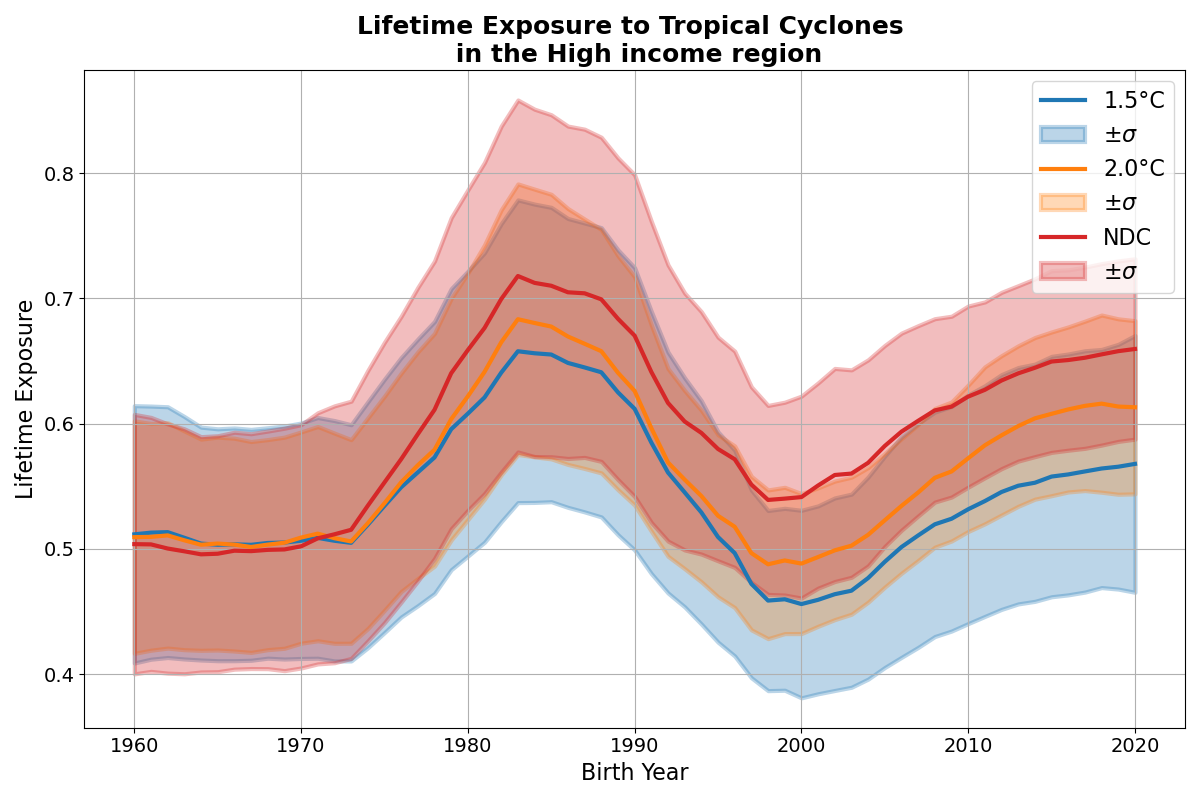 Lifetime Exposure to Tropical Cyclones
in the High income region
1.5°C
±σ
2.0°C
±σ
NDC
±σ
Lifetime Exposure
0.8
0.7
0.6
0.5
0.4
1960
1970
1980
1990
2000
2010
2020
Birth Year